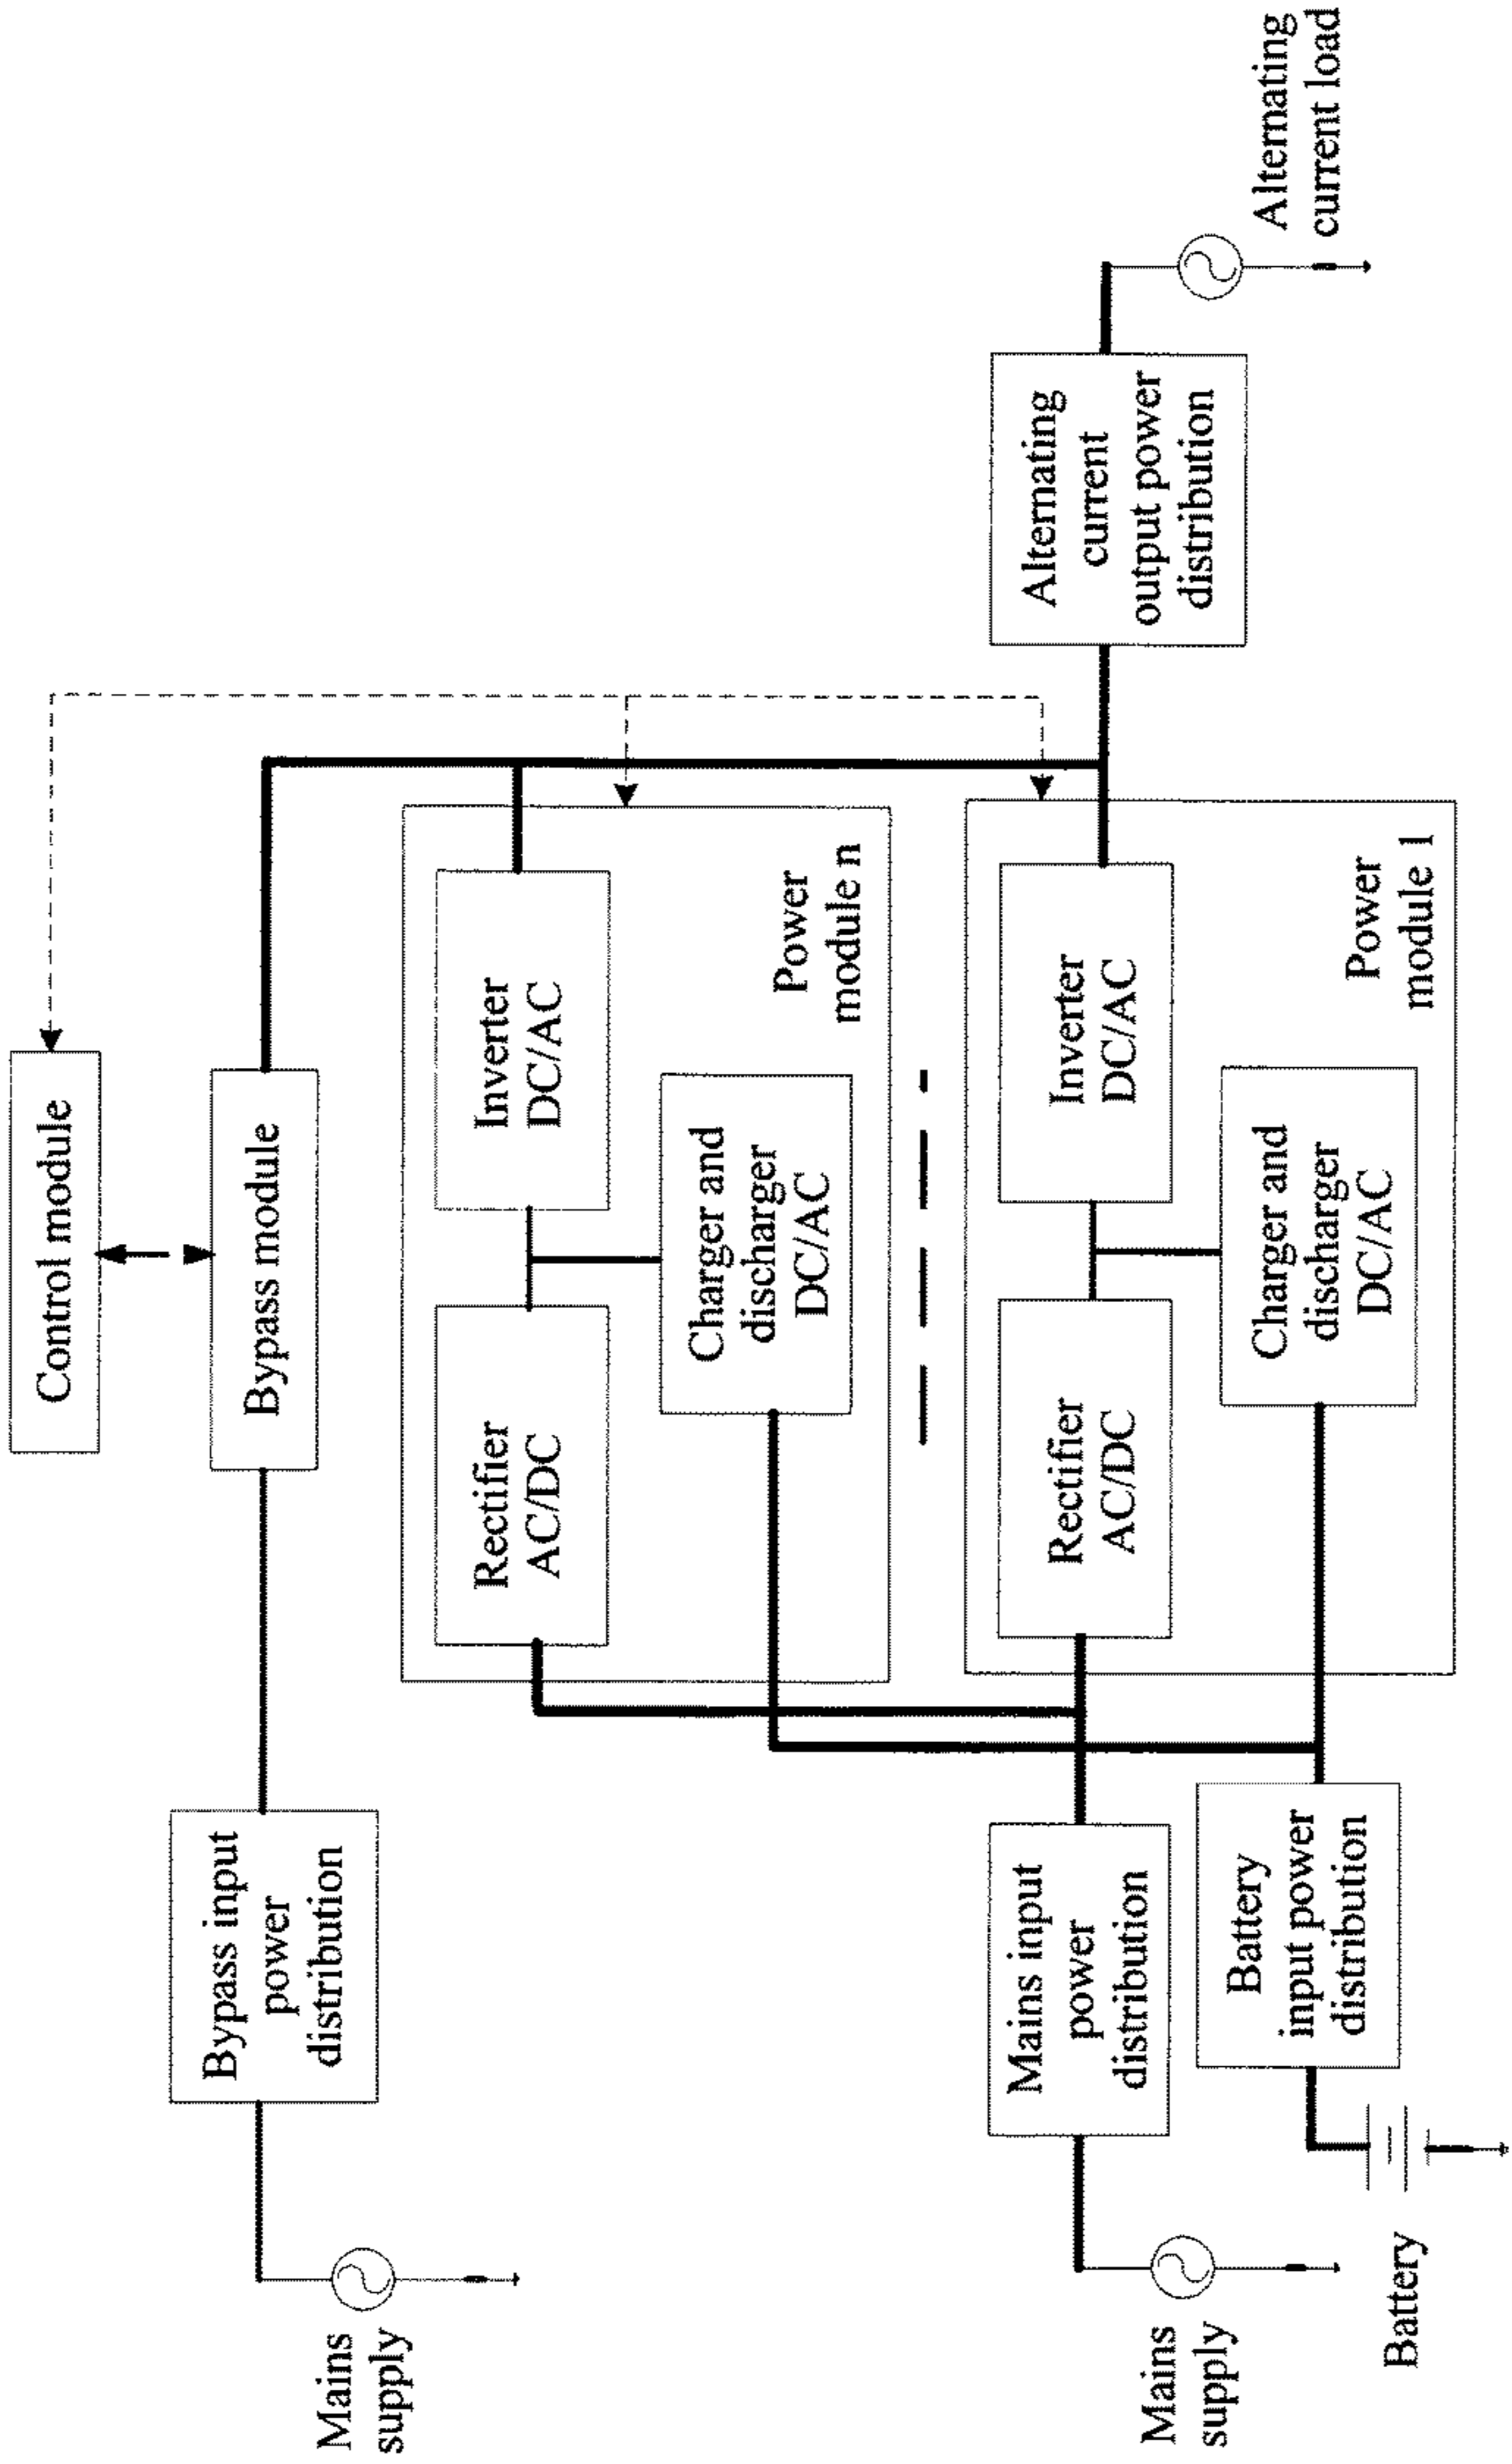 Control module
Bypass module
Bypass input
power
distribution
Mains
supply
Rectifier
AC/DC
Inverter
DC/AC
Charger and
discharger
DC/AC
Power
module n
Mains input
power
distribution
Mains
supply
Rectifier
AC/DC
Inverter
DC/AC
Charger and
discharger
DC/AC
Power
module 1
Battery
input power
distribution
Battery
Alternating
current
output power
distribution
Alternating
current load